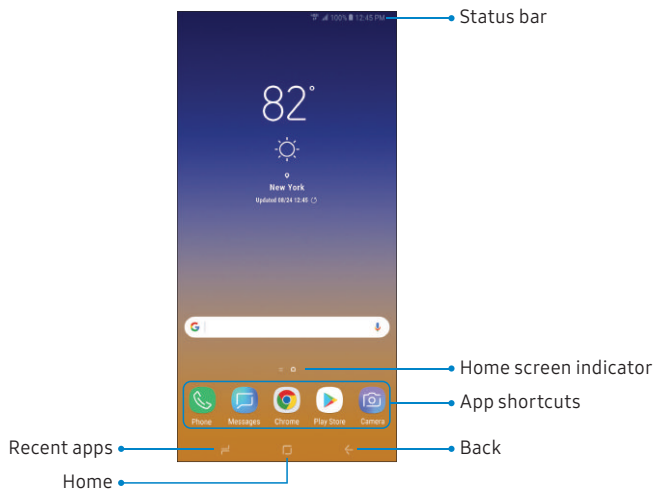 100% 12:45 PM
Status bar
82°
New York
Updated 08/24 12:45
G
Home screen indicator
App shortcuts
Phone Messages Chrome Play Store Camera
Recent apps
Back
Home